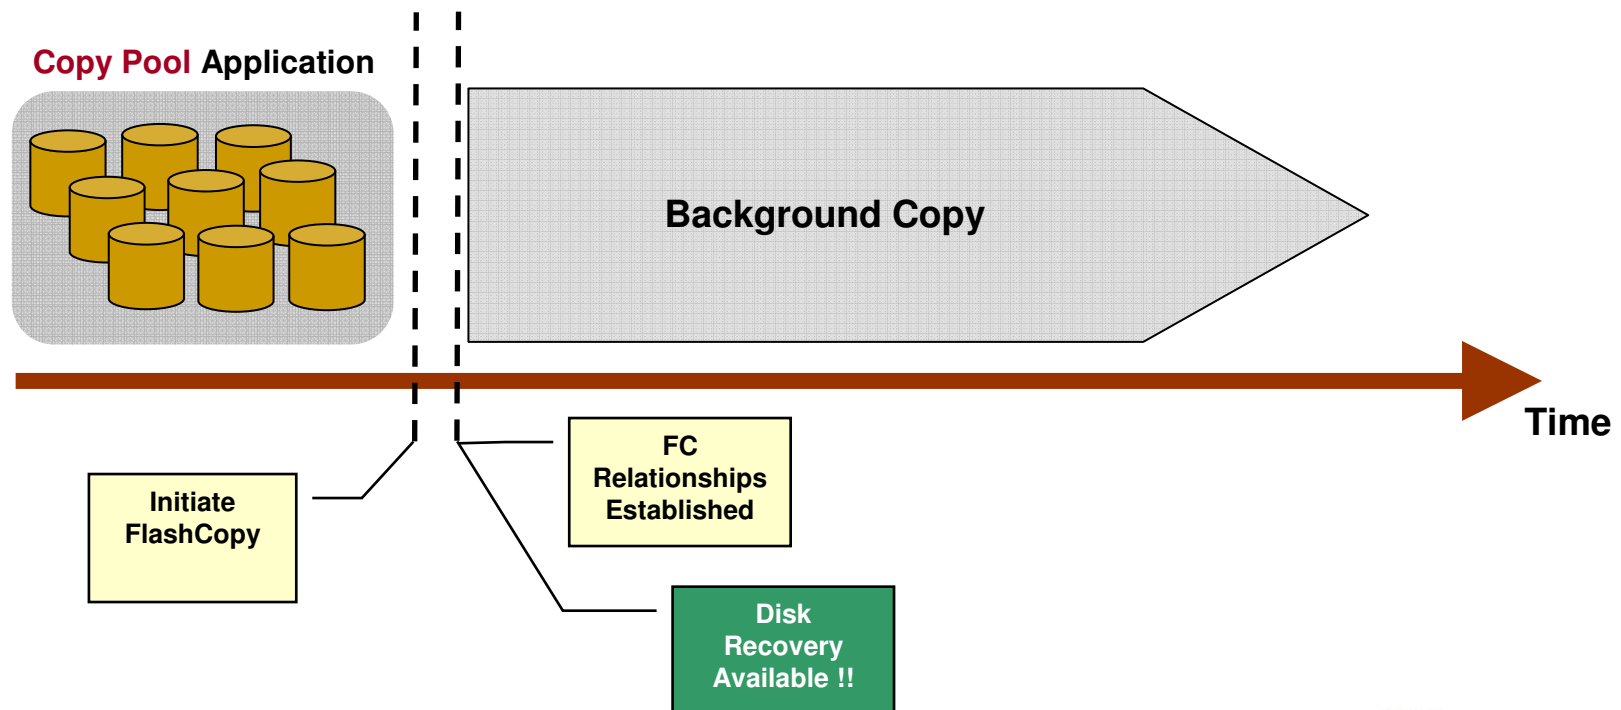 Copy Pool Application
Background Copy
Time
Initiate
FlashCopy
FC
Relationships
Established
Disk
Recovery
Available !!